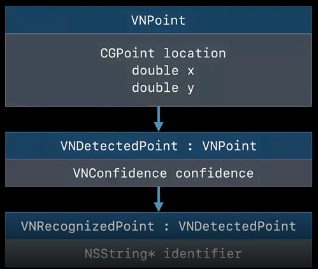 VNPoint
CGPoint location
double x
double y
VNDetectedPoint : VNPoint
VNConfidence confidence
VNRecognizedPoint : VNDetectedPoint
NSString* identifier